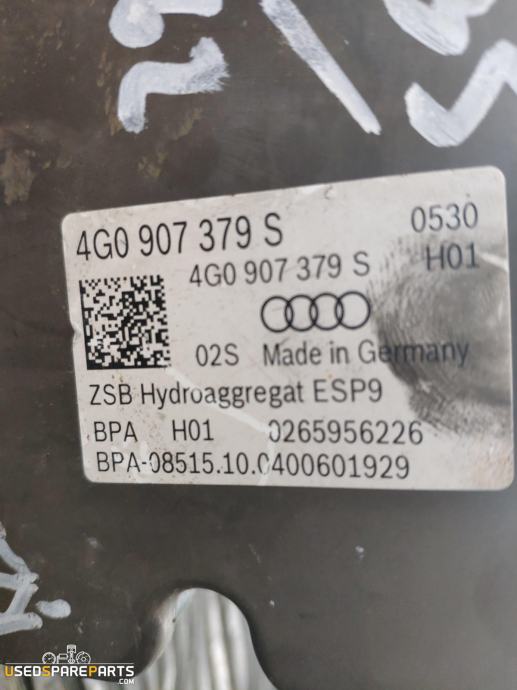 4G0 907 379 S 0530
4G0 907 379 S H01
02S Made in Germany
ZSB Hydroaggregat ESP9
BPA H01 0265956226
BPA-08515.10.0400601929
USEDSPAREPARTS
.COM